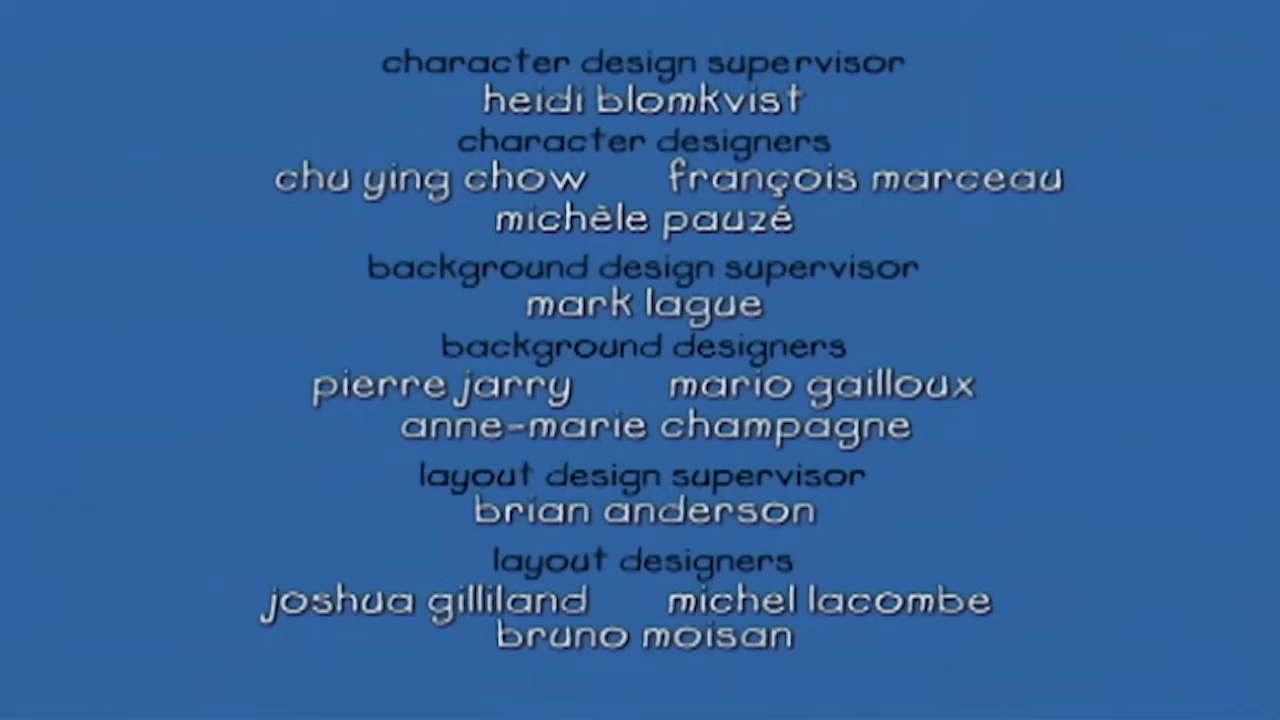 character design supervisor
heidi blomkvist
character designers
chu ying chow françois marceau
michèle pauzé
background design supervisor
mark lague
background designers
pierre jarry mario gailloux
anne-marie champagne
layout design supervisor
brian anderson
layout designers
joshua gilliland michel lacombe
bruno moisan